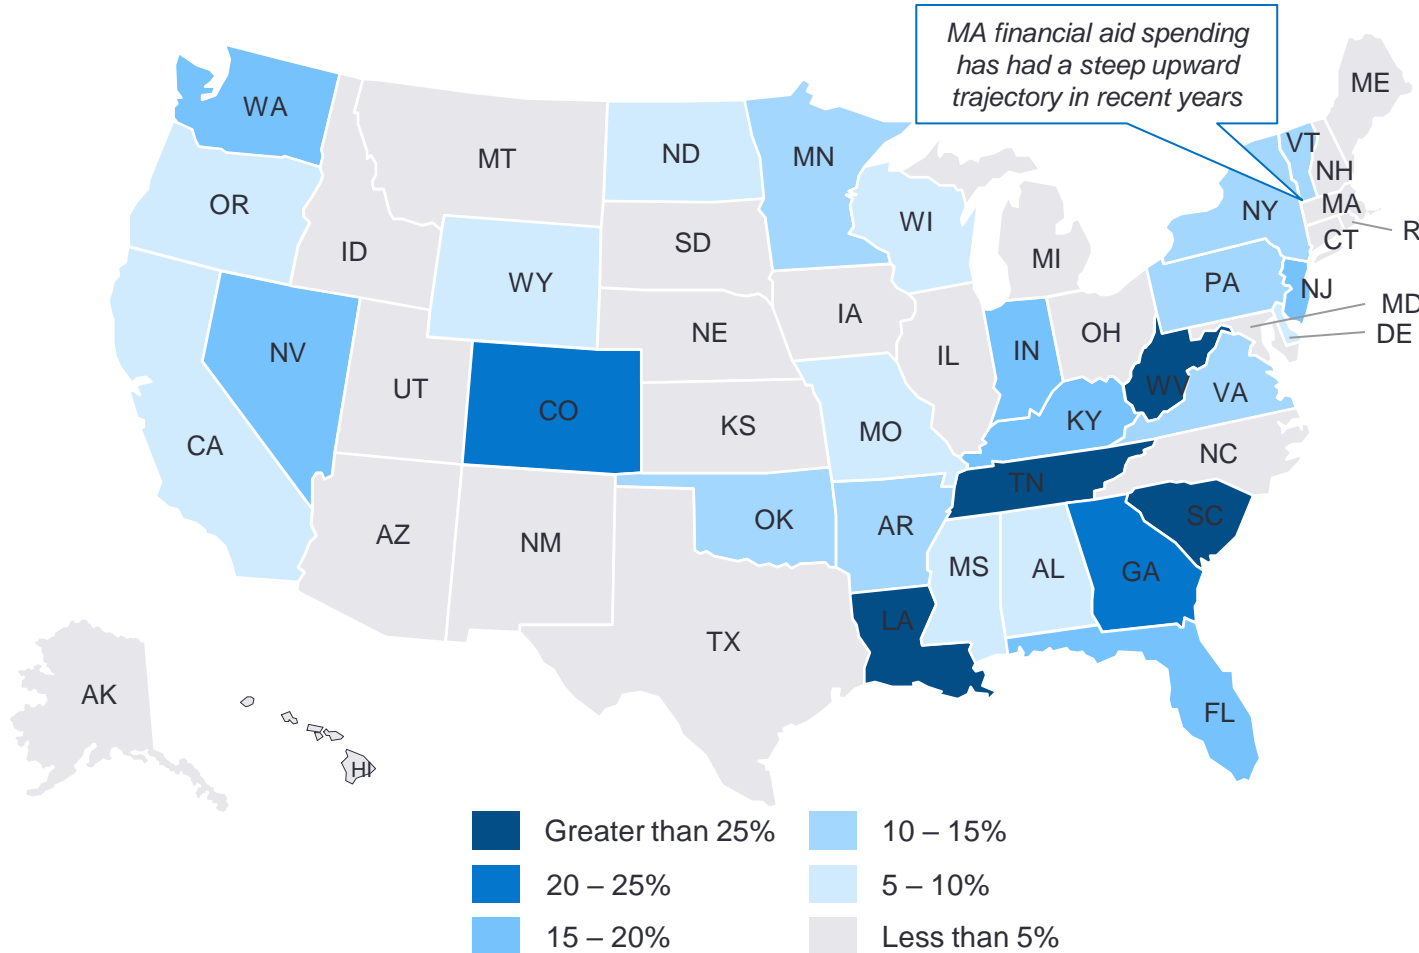 MA financial aid spending
has had a steep upward
trajectory in recent years
ME
WA
VT
MT
ND
MN
NH
OR
MA
NY
WI
R
CT
SD
ID
MI
WY
PA
NJ
MD
IA
NE
OH
DE
NV
IN
IL
UT
WV
VA
CO
KY
KS
MO
CA
NC
TN
SC
OK
AR
AZ
NM
MS
AL
GA
LA
TX
AK
FL
HI
Greater than 25%
10 – 15%
20 – 25%
5 – 10%
15 – 20%
Less than 5%